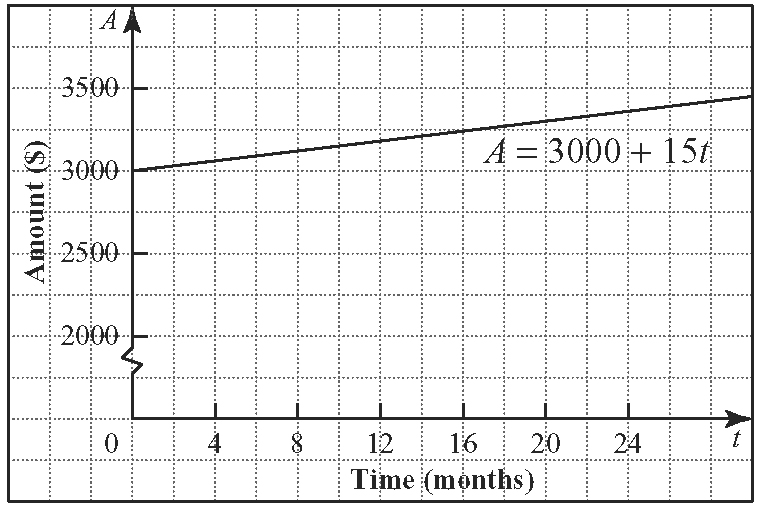 A
3500
3000
2500
2000
Amount ($)
A = 3000 + 15t
0 4 8 12 16 20 24 t
Time (months)